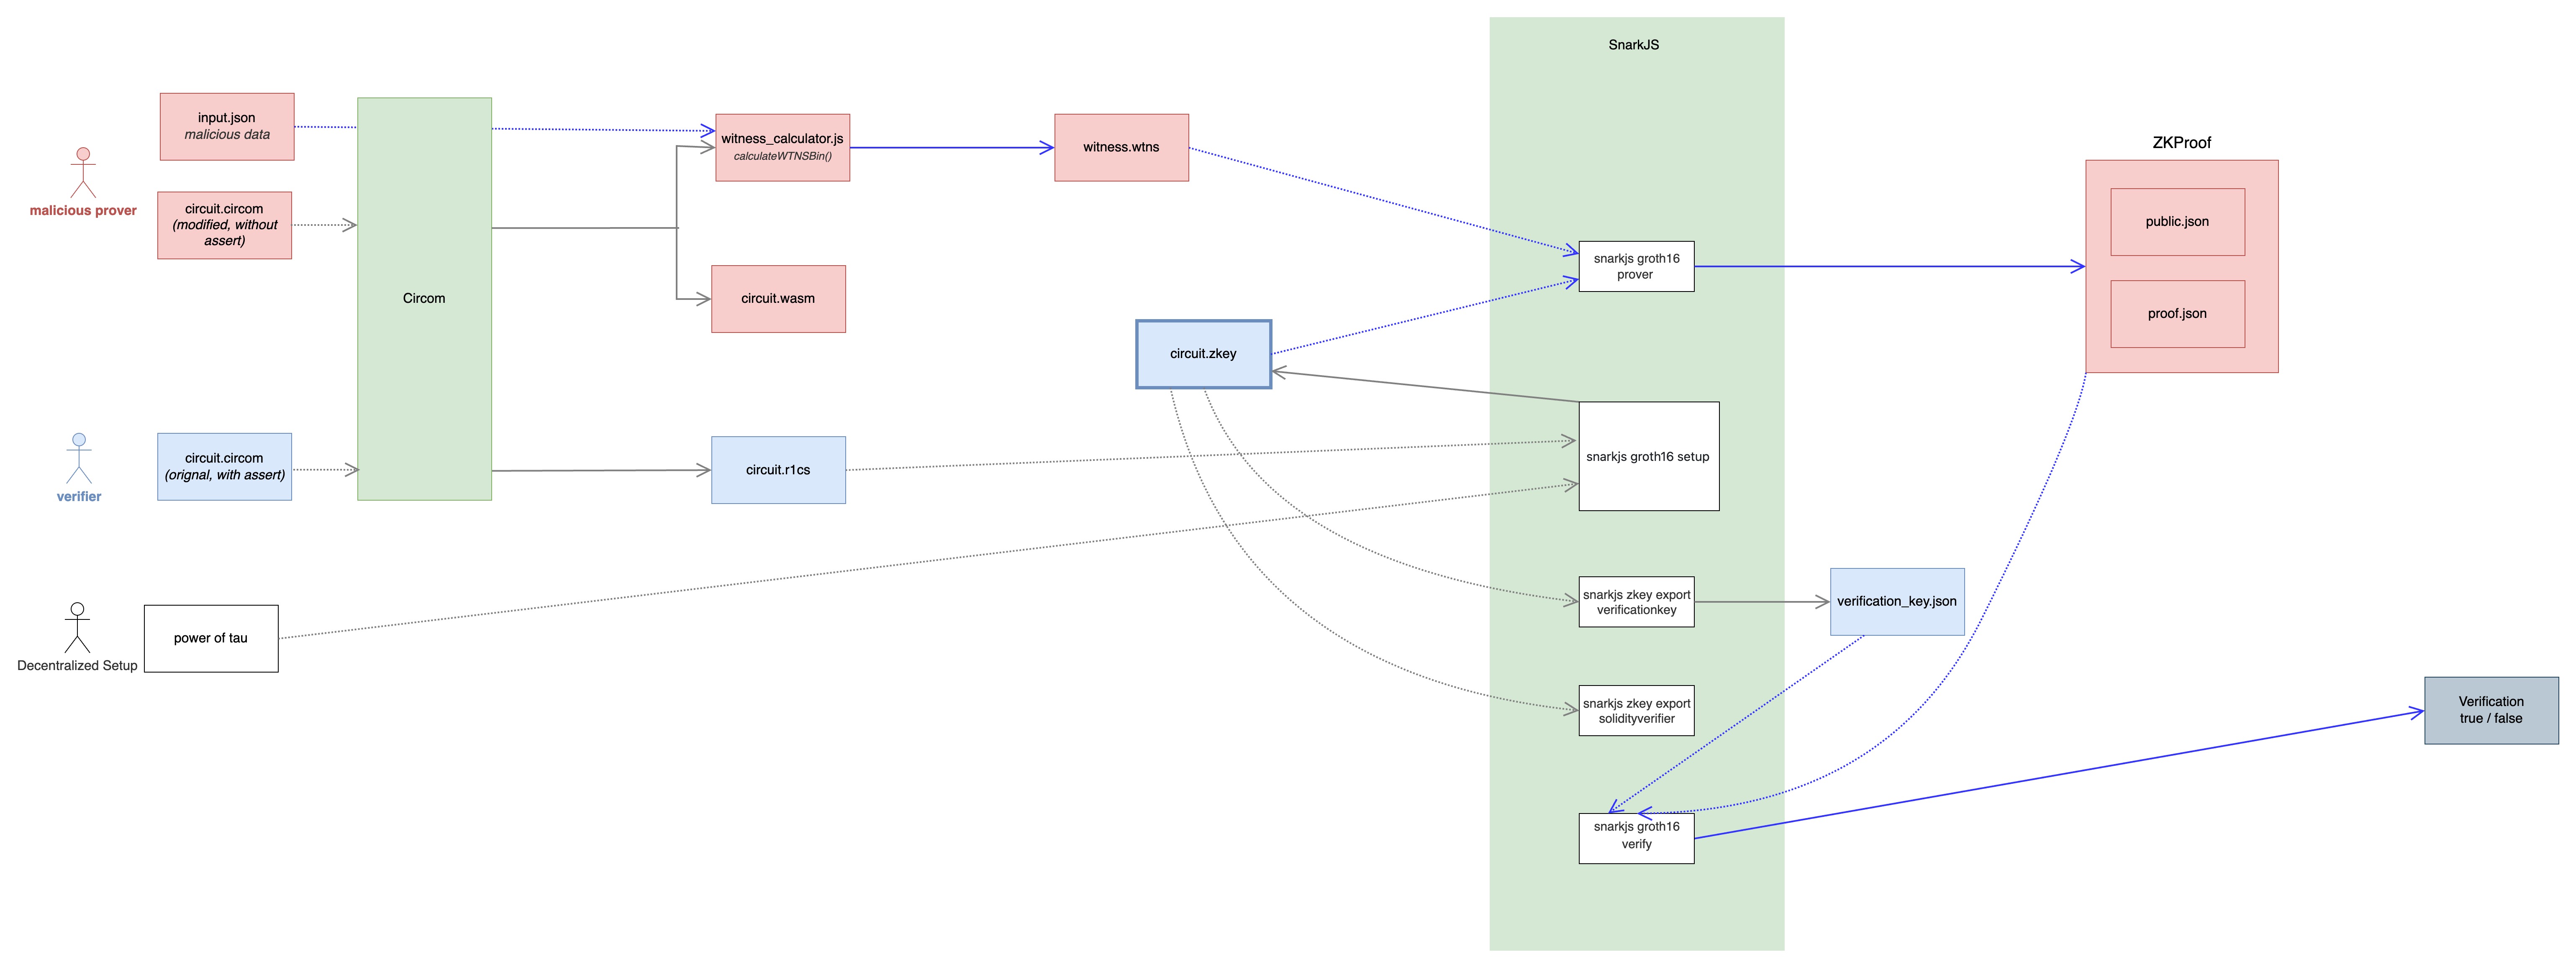 SnarkJS
input.json
malicious data
malicious prover
circuit.circom
(modified, without
assert)
Circom
witness_calculator.js
calculateWTNSBin()
witness.wtns
circuit.wasm
snarkjs groth16
prover
ZKProof
public.json
proof.json
circuit.zkey
verifier
circuit.circom
(orignal, with assert)
circuit.r1cs
snarkjs groth16 setup
Decentralized Setup
power of tau
snarkjs zkey export
verificationkey
verification_key.json
snarkjs zkey export
solidityverifier
Verification
true / false
snarkjs groth16
verify